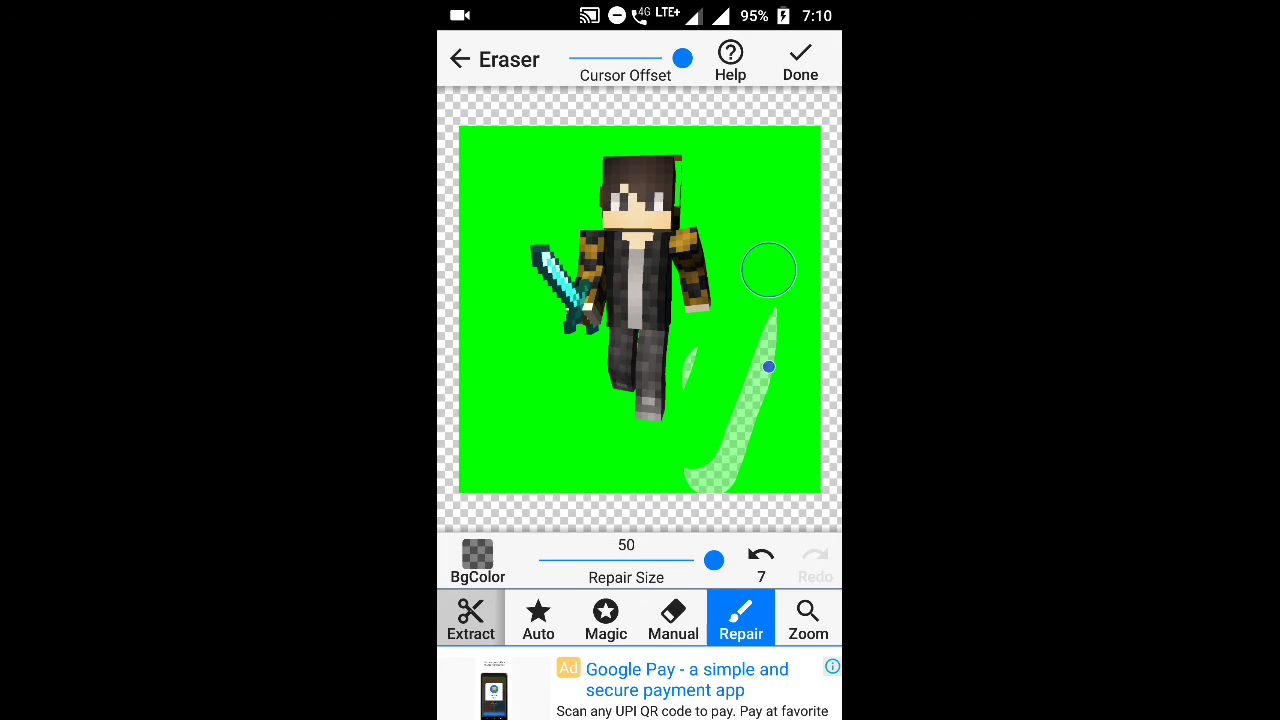 4G LTE+ 95% 7:10
Eraser
Cursor Offset
Help
Done
50
BgColor
Repair Size
7
Redo
Extract
Auto
Magic
Manual
Repair
Zoom
Ad Google Pay - a simple and
secure payment app
Scan any UPI QR code to pay. Pay at favorite